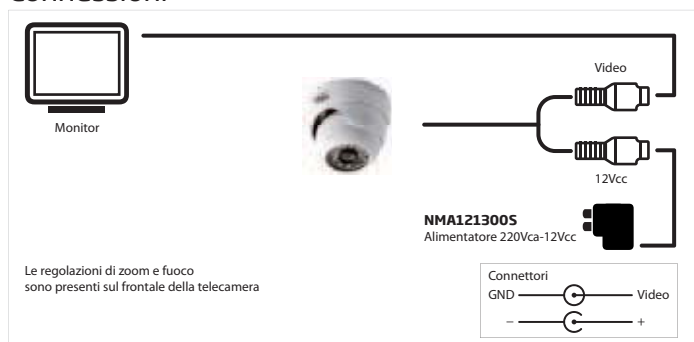 Monitor
Video
12Vcc
NMA121300S
Alimentatore 220Vca-12Vcc
Le regolazioni di zoom e fuoco
sono presenti sul frontale della telecamera
Connettori
GND Video
– +